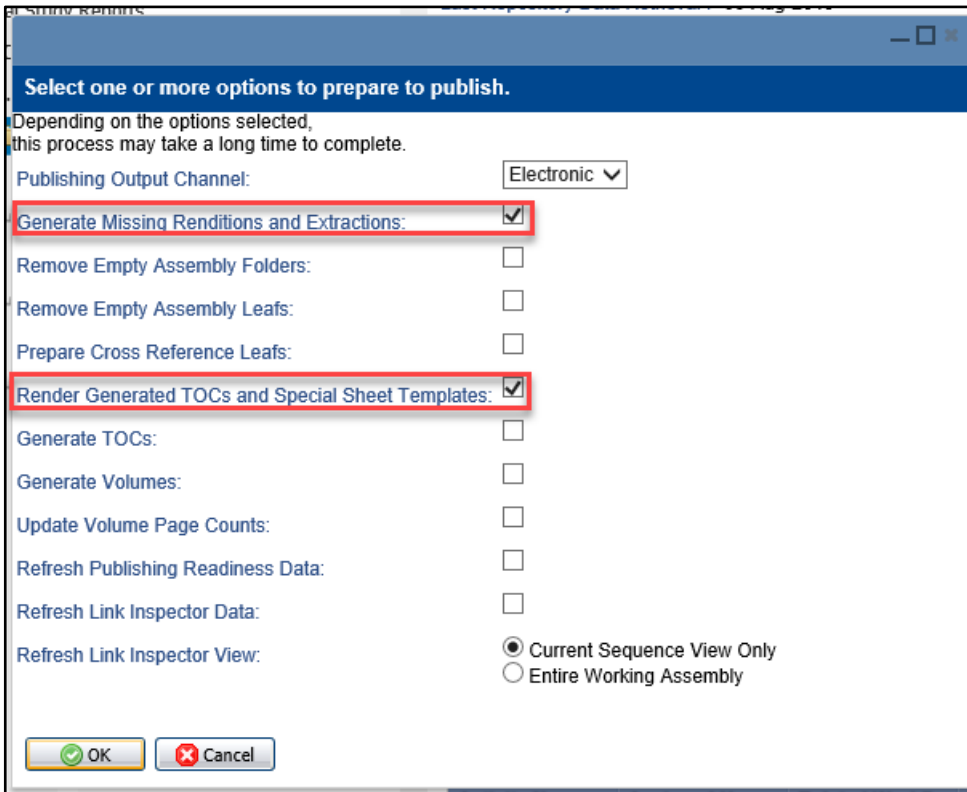 Select one or more options to prepare to publish.
Depending on the options selected,
this process may take a long time to complete.
Publishing Output Channel: Electronic
Generate Missing Renditions and Extractions:
Remove Empty Assembly Folders:
Remove Empty Assembly Leafs:
Prepare Cross Reference Leafs:
Render Generated TOCs and Special Sheet Templates:
Generate TOCs:
Generate Volumes:
Update Volume Page Counts:
Refresh Publishing Readiness Data:
Refresh Link Inspector Data:
Refresh Link Inspector View: Current Sequence View Only
Entire Working Assembly
OK Cancel